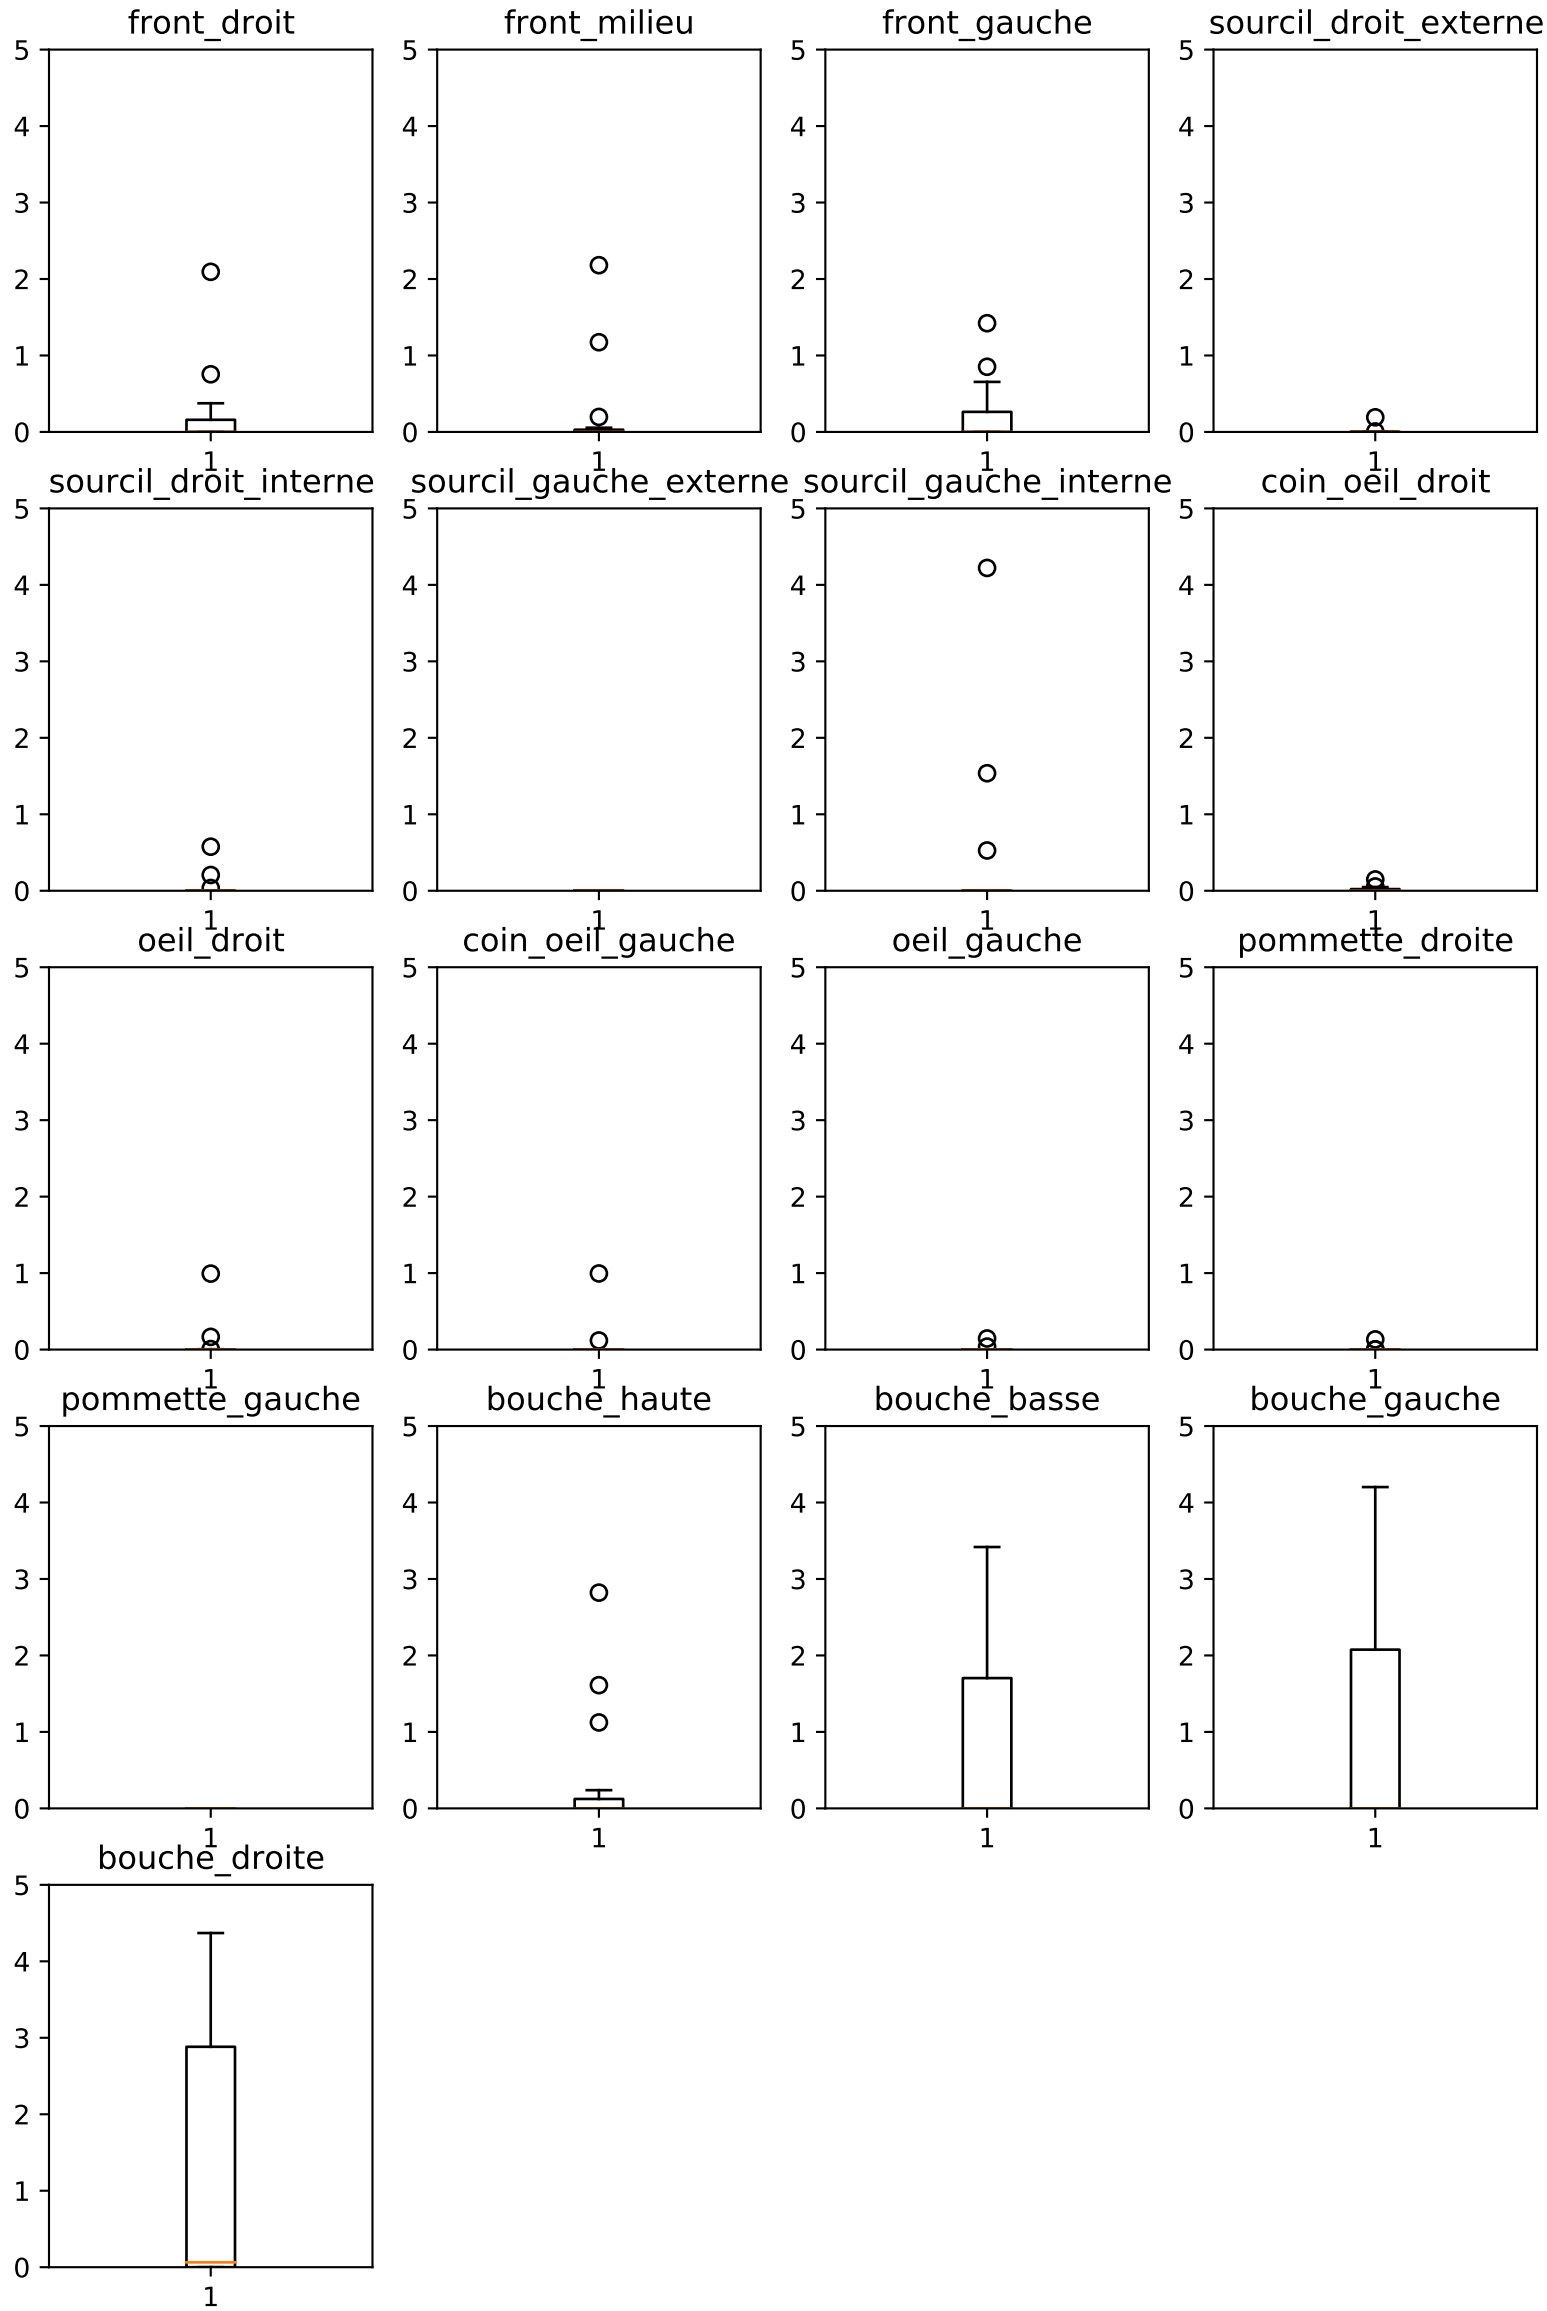 front_droit front_milieu front_gauche sourcil_droit_externe
5 5 5 5
4 4 4 4
3 3 3 3
2 2 2 2
1 1 1 1
0 0 0 0
1 1 1 1
sourcil_droit_interne sourcil_gauche_externe sourcil_gauche_interne coin_oeil_droit
5 5 5 5
4 4 4 4
3 3 3 3
2 2 2 2
1 1 1 1
0 0 0 0
1 1 1 1
oeil_droit coin_oeil_gauche oeil_gauche pommette_droite
5 5 5 5
4 4 4 4
3 3 3 3
2 2 2 2
1 1 1 1
0 0 0 0
1 1 1 1
pommette_gauche bouche_haute bouche_basse bouche_gauche
5 5 5 5
4 4 4 4
3 3 3 3
2 2 2 2
1 1 1 1
0 0 0 0
1 1 1 1
bouche_droite
5
4
3
2
1
0
1